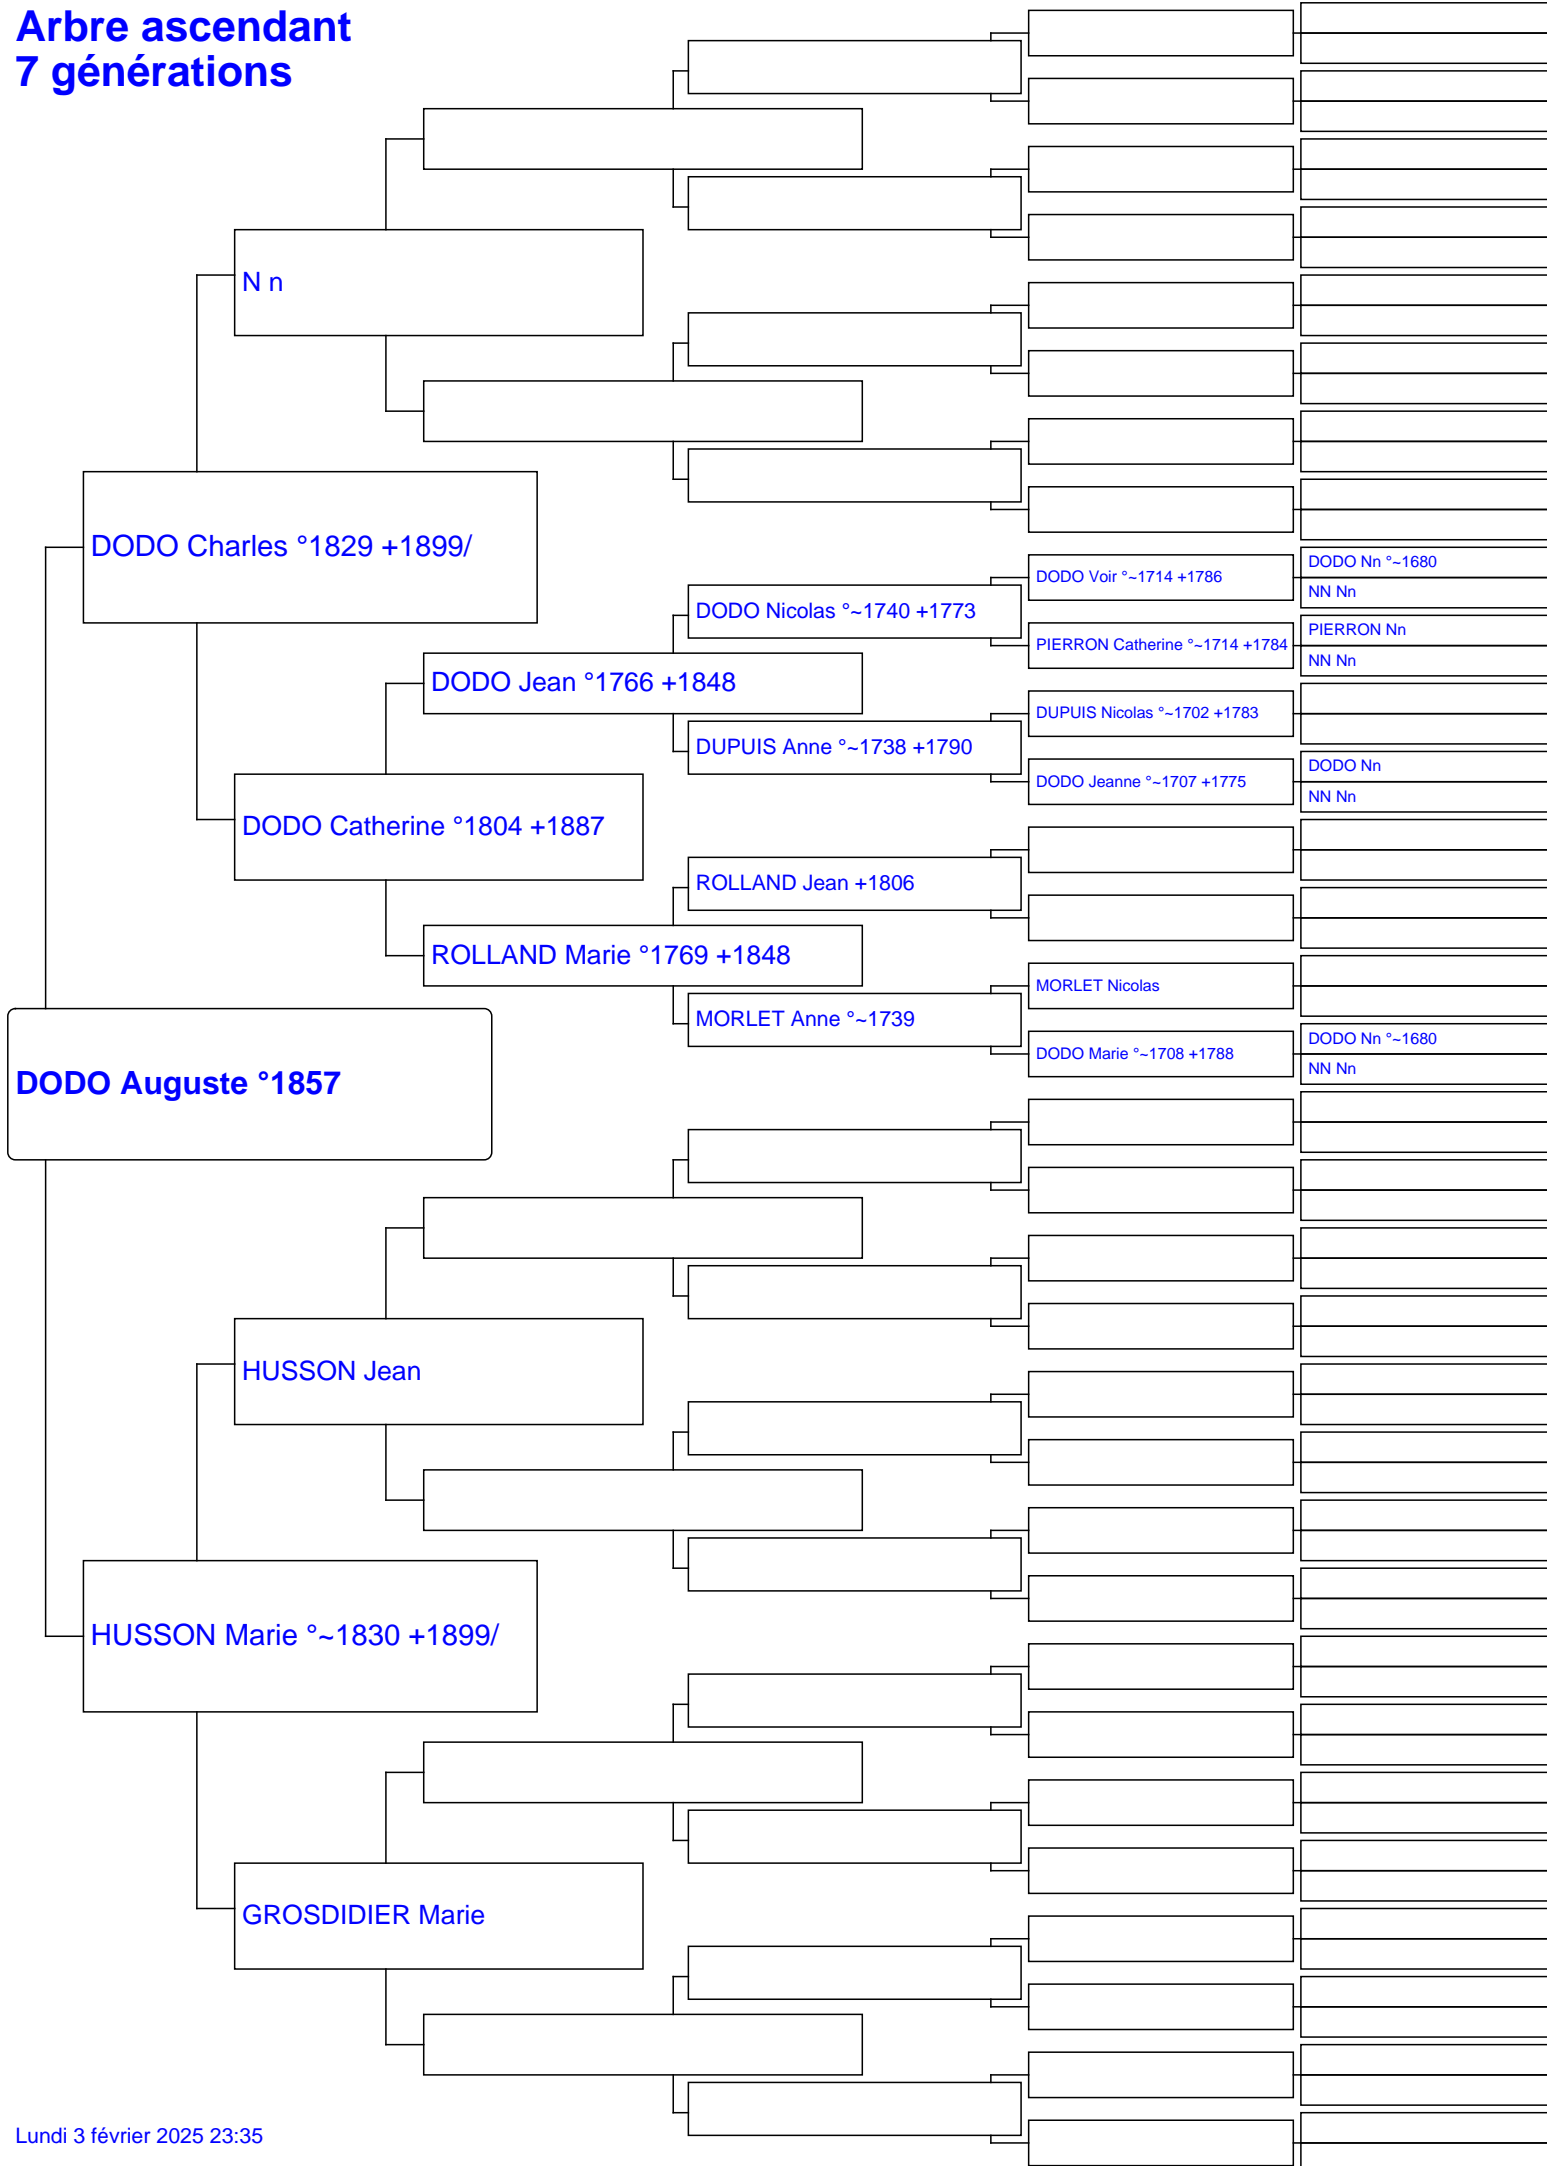 Arbre ascendant
7 générations
N n
DODO Charles °1829 +1899/
DODO Nn °~1680
DODO Voir °~1714 +1786
NN Nn
DODO Nicolas °~1740 +1773
PIERRON Nn
PIERRON Catherine °~1714 +1784
NN Nn
DODO Jean °1766 +1848
DUPUIS Nicolas °~1702 +1783
DUPUIS Anne °~1738 +1790
DODO Nn
DODO Jeanne °~1707 +1775
NN Nn
DODO Catherine °1804 +1887
ROLLAND Jean +1806
ROLLAND Marie °1769 +1848
MORLET Nicolas
MORLET Anne °~1739
DODO Nn °~1680
DODO Marie °~1708 +1788
NN Nn
DODO Auguste °1857
HUSSON Jean
HUSSON Marie °~1830 +1899/
GROSDIDIER Marie
Lundi 3 février 2025 23:35